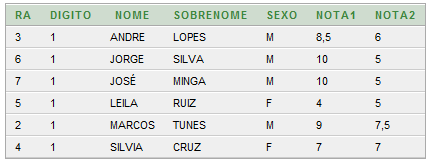 RA DIGITO NOME SOBRENOME SEXO NOTA1 NOTA2
3 1 ANDRE LOPES M 8,5 6
6 1 JORGE SILVA M 10 5
7 1 JOSÉ MINGA M 10 5
5 1 LEILA RUIZ F 4 5
2 1 MARCOS TUNES M 9 7,5
4 1 SILVIA CRUZ F 7 7